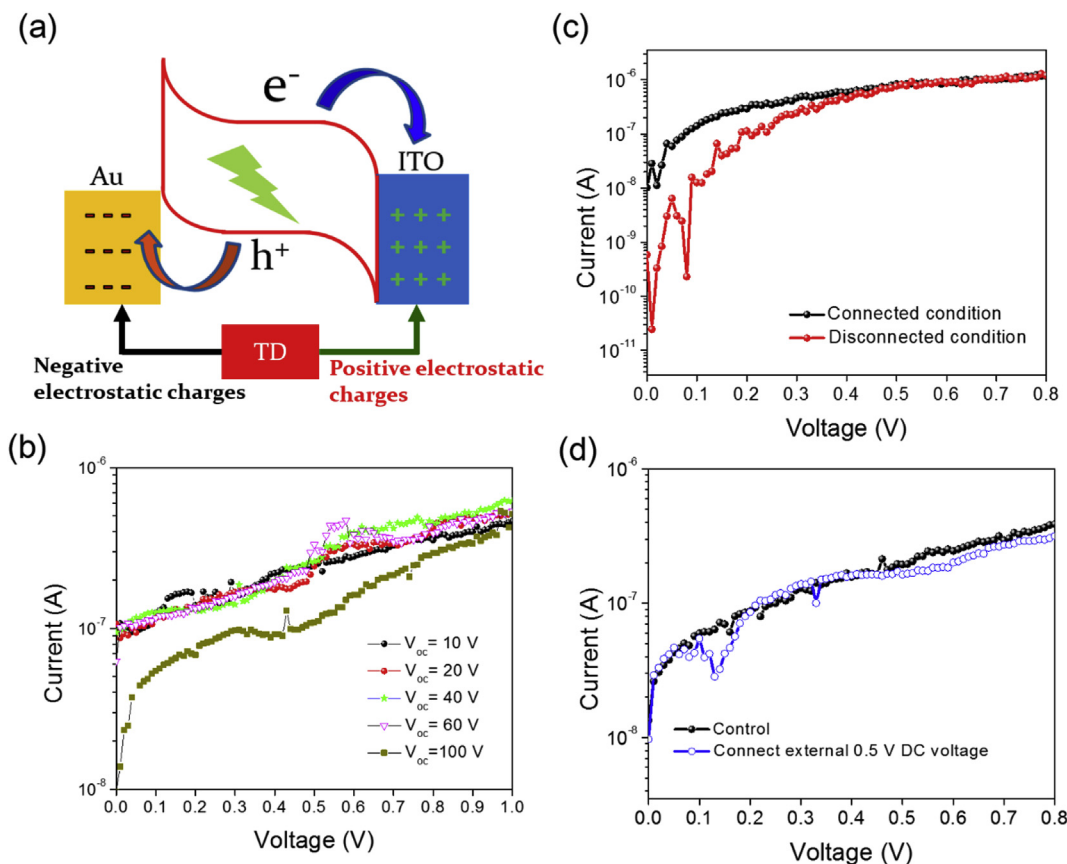 (a)
e⁻
ITO
Au
- - -
- - -
- - -
+ + +
+ + +
+ + +
h⁺
TD
Negative
electrostatic charges
Positive electrostatic
charges
(b)
10⁻⁶
10⁻⁷
10⁻⁸
Current (A)
V_oc= 10 V
V_oc= 20 V
V_oc= 40 V
V_oc= 60 V
V_oc=100 V
0.0 0.1 0.2 0.3 0.4 0.5 0.6 0.7 0.8 0.9 1.0
Voltage (V)
(c)
10⁻⁶
10⁻⁷
10⁻⁸
10⁻⁹
10⁻¹⁰
10⁻¹¹
Current (A)
Connected condition
Disconnected condition
0.0 0.1 0.2 0.3 0.4 0.5 0.6 0.7 0.8
Voltage (V)
(d)
10⁻⁶
10⁻⁷
10⁻⁸
Current (A)
Control
Connect external 0.5 V DC voltage
0.0 0.1 0.2 0.3 0.4 0.5 0.6 0.7 0.8
Voltage (V)